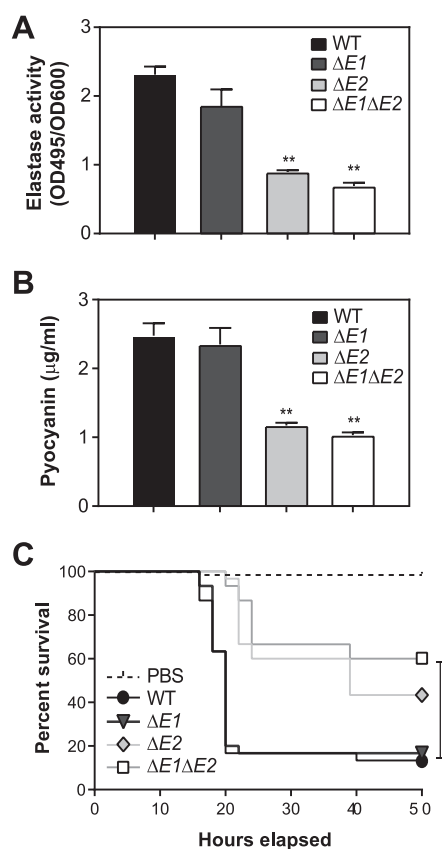 A
Elastase activity
(OD495/OD600)
3
2
1
0
WT
ΔE1
ΔE2
ΔE1ΔE2
**
**
B
Pyocyanin (μg/ml)
3
2
1
0
WT
ΔE1
ΔE2
ΔE1ΔE2
**
**
C
Percent survival
100
80
60
40
20
0
PBS
WT
ΔE1
ΔE2
ΔE1ΔE2
0 10 20 30 40 50
Hours elapsed